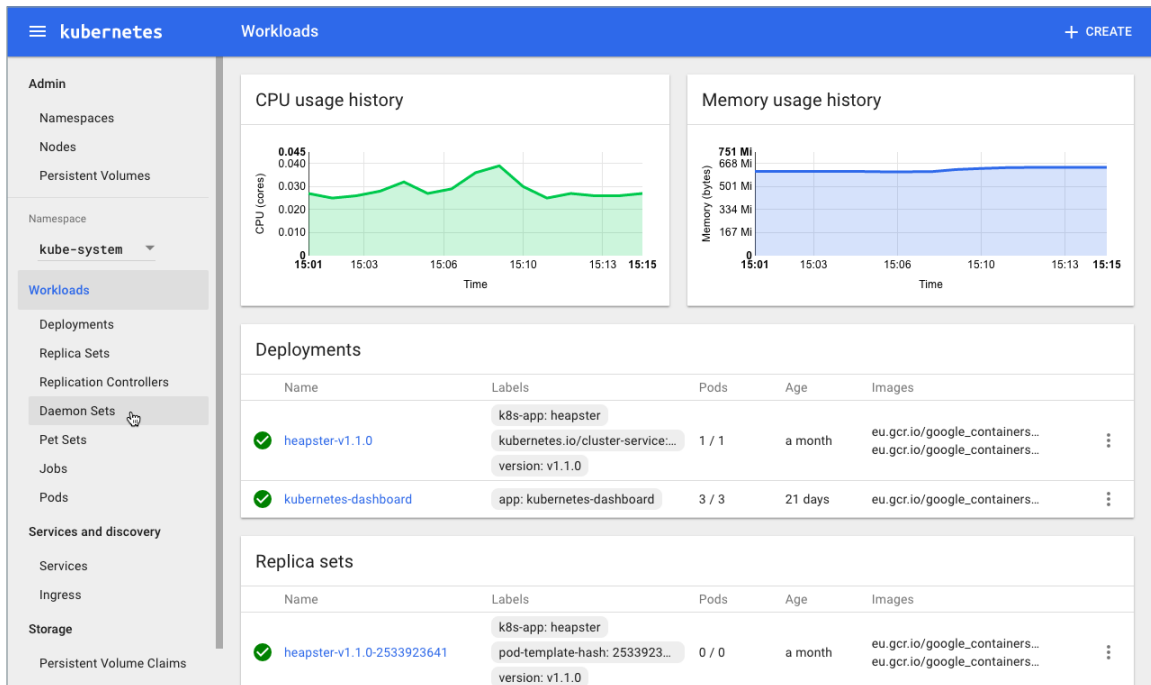 kubernetes
Workloads
+ CREATE
Admin
Namespaces
Nodes
Persistent Volumes
Namespace
kube-system
Workloads
Deployments
Replica Sets
Replication Controllers
Daemon Sets
Pet Sets
Jobs
Pods
Services and discovery
Services
Ingress
Storage
Persistent Volume Claims
CPU usage history
CPU (cores)
0.045
0.040
0.030
0.020
0.010
0
15:01 15:03 15:06 15:10 15:13 15:15
Time
Memory usage history
Memory (bytes)
751 Mi
668 Mi
501 Mi
334 Mi
167 Mi
0
15:01 15:03 15:06 15:10 15:13 15:15
Time
Deployments
Name Labels Pods Age Images
heapster-v1.1.0
k8s-app: heapster
kubernetes.io/cluster-service:...
version: v1.1.0
1 / 1
a month
eu.gcr.io/google_containers...
eu.gcr.io/google_containers...
kubernetes-dashboard app: kubernetes-dashboard 3 / 3 21 days eu.gcr.io/google_containers...
Replica sets
Name Labels Pods Age Images
heapster-v1.1.0-2533923641
k8s-app: heapster
pod-template-hash: 2533923...
version: v1.1.0
0 / 0
a month
eu.gcr.io/google_containers...
eu.gcr.io/google_containers...